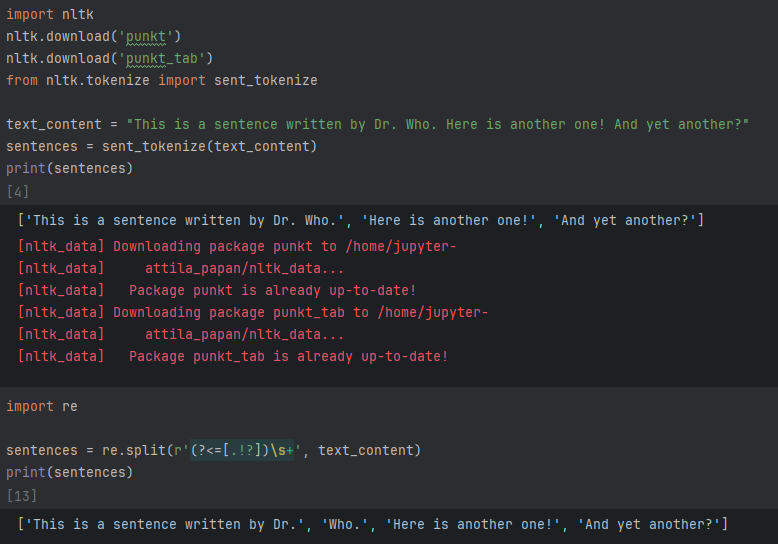 import nltk
nltk.download('punkt')
nltk.download('punkt_tab')
from nltk.tokenize import sent_tokenize

text_content = "This is a sentence written by Dr. Who. Here is another one! And yet another?"
sentences = sent_tokenize(text_content)
print(sentences)
[4]
['This is a sentence written by Dr. Who.', 'Here is another one!', 'And yet another?']
[nltk_data] Downloading package punkt to /home/jupyter-
[nltk_data]     attila_papan/nltk_data...
[nltk_data]   Package punkt is already up-to-date!
[nltk_data] Downloading package punkt_tab to /home/jupyter-
[nltk_data]     attila_papan/nltk_data...
[nltk_data]   Package punkt_tab is already up-to-date!
import re

sentences = re.split(r'(?<=[.!?])\s+', text_content)
print(sentences)
[13]
['This is a sentence written by Dr.', 'Who.', 'Here is another one!', 'And yet another?']